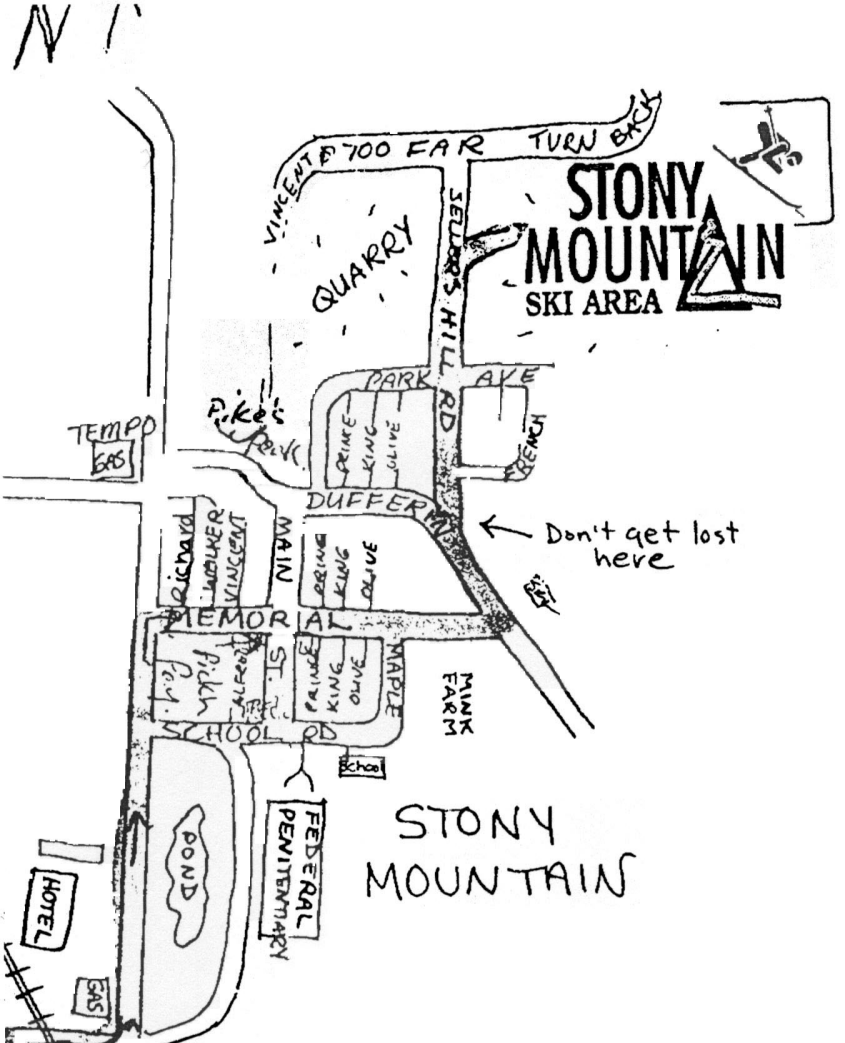 VINCENT
700 FAR
TURN BACK
STONY
MOUNTAIN
SKI AREA
QUARRY
SELLERS HILL RD
PARK AVE
Pike's
Peak
TEMPO
GAS
PRINCE
KING
OLIVE
FRENCH
DUFFERIN
Don't get lost
here
Richard
WALKER
VINCENT
MAIN
ST.
PRINCE
KING
OLIVE
MEMORIAL
ALFRED
PRINCE
KING
OLIVE
MAPLE
MINK
FARM
SCHOOL RD
School
FEDERAL
PENITENTIARY
POND
HOTEL
GAS
STONY
MOUNTAIN